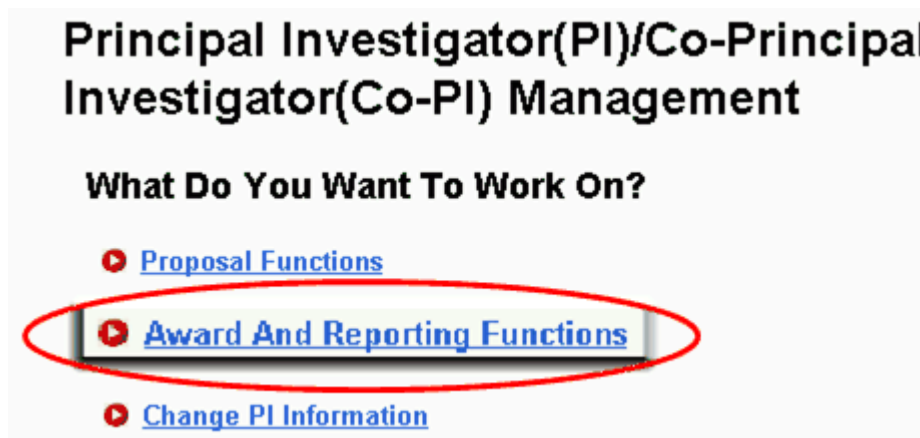 Principal Investigator(PI)/Co-Principal
Investigator(Co-PI) Management
What Do You Want To Work On?
Proposal Functions
Award And Reporting Functions
Change PI Information